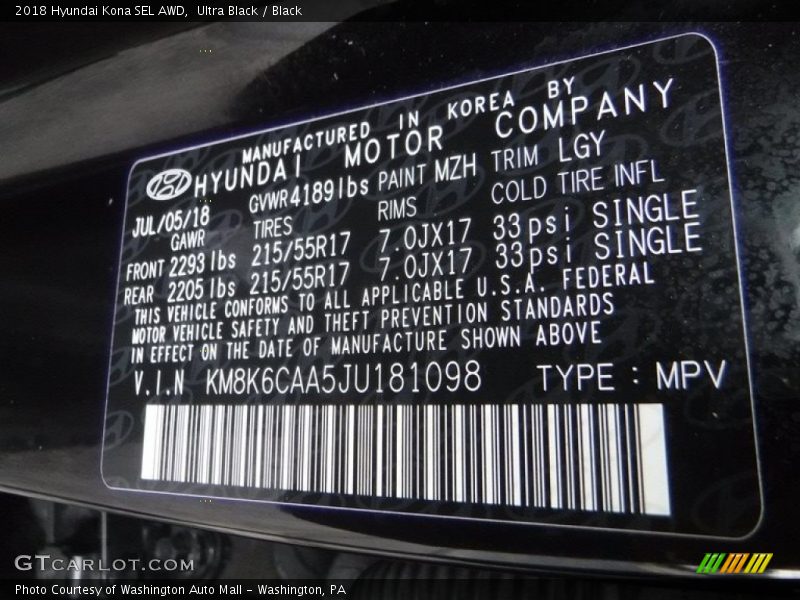 2018 Hyundai Kona SEL AWD, Ultra Black / Black
MANUFACTURED IN KOREA BY
HYUNDAI MOTOR COMPANY
JUL/05/18 GVWR 4189 lbs PAINT MZH TRIM LGY
GAWR TIRES RIMS COLD TIRE INFL
FRONT 2293 lbs 215/55R17 7.0JX17 33psi SINGLE
REAR 2205 lbs 215/55R17 7.0JX17 33psi SINGLE
THIS VEHICLE CONFORMS TO ALL APPLICABLE U.S.A. FEDERAL
MOTOR VEHICLE SAFETY AND THEFT PREVENTION STANDARDS
IN EFFECT ON THE DATE OF MANUFACTURE SHOWN ABOVE
V.I.N KM8K6CAA5JU181098 TYPE : MPV
GTCARLOT.COM
Photo Courtesy of Washington Auto Mall - Washington, PA